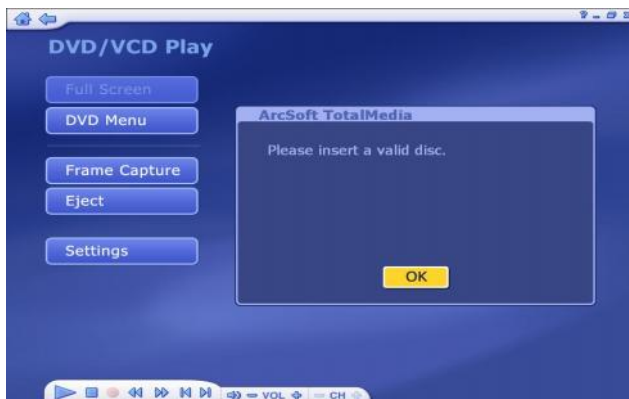 DVD/VCD Play
Full Screen
DVD Menu
Frame Capture
Eject
Settings
ArcSoft TotalMedia
Please insert a valid disc.
OK
VOL
CH